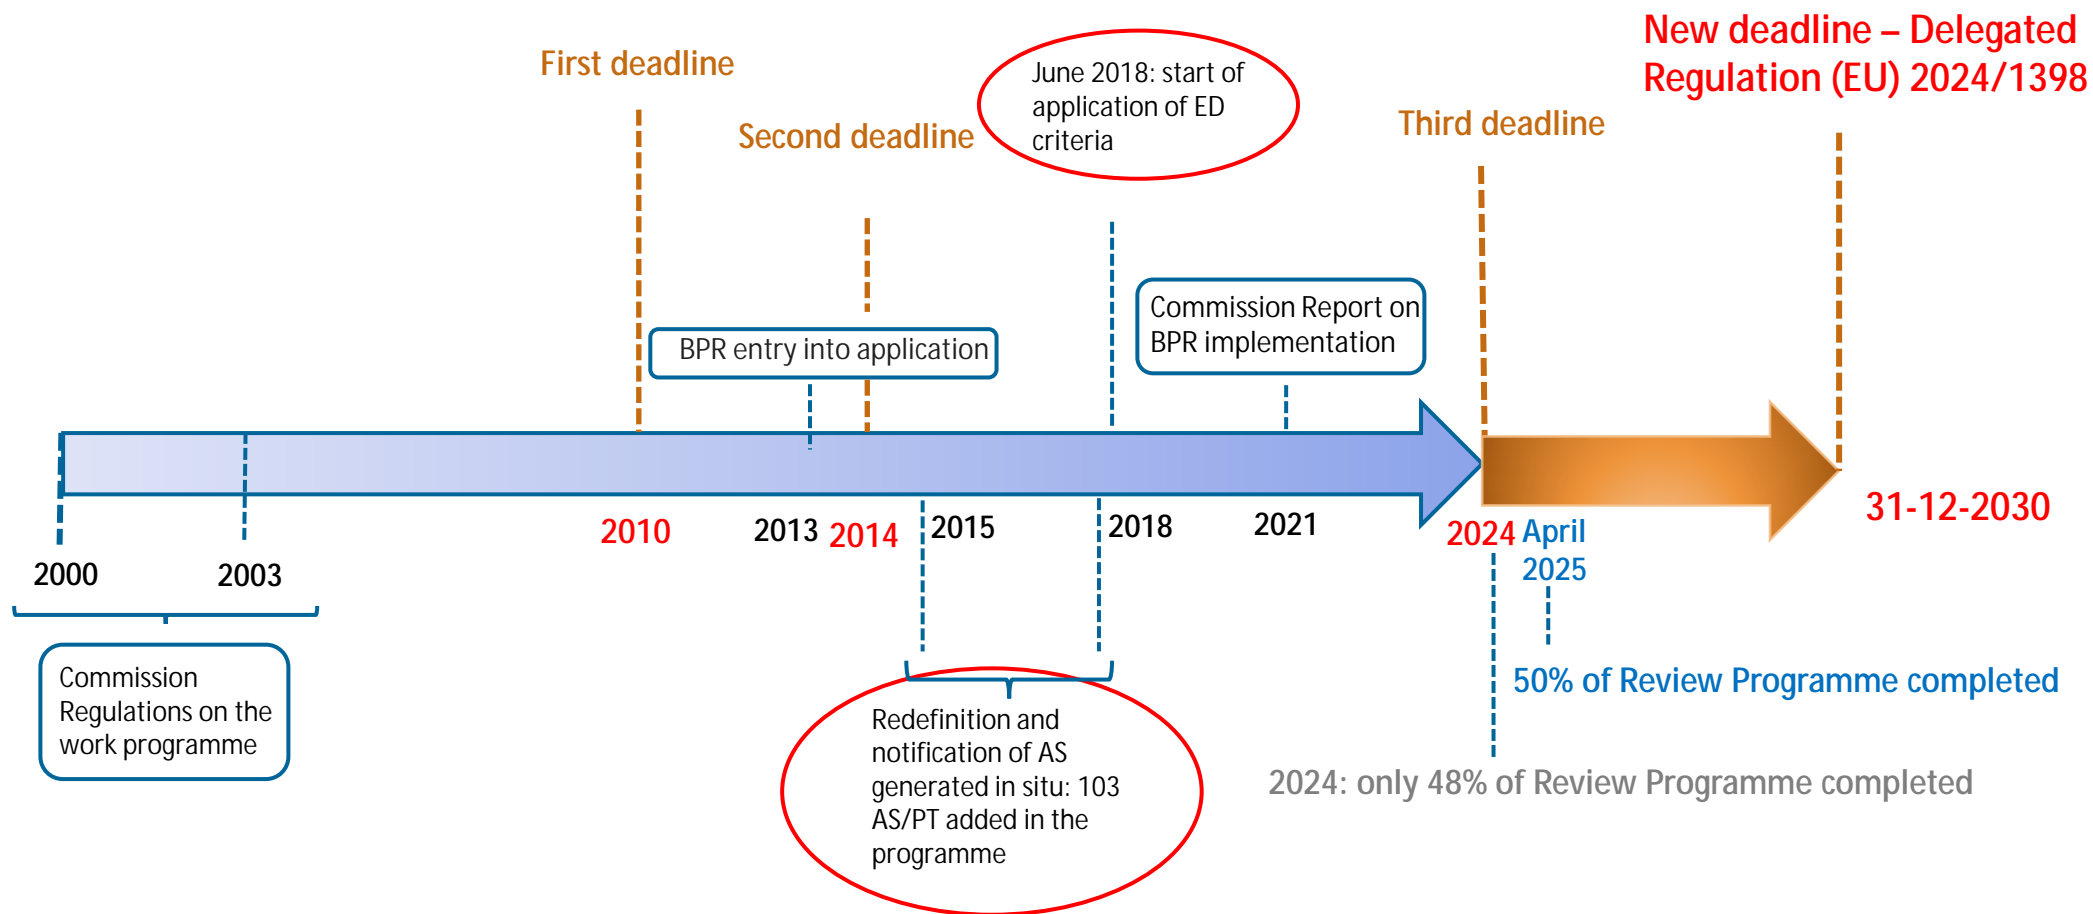 New deadline – Delegated
Regulation (EU) 2024/1398
First deadline
June 2018: start of
application of ED
criteria
Second deadline
Third deadline
Commission Report on
BPR implementation
BPR entry into application
2010
2013
2014
2015
2018
2021
2024
April
2025
31-12-2030
2000
2003
Commission
Regulations on the
work programme
50% of Review Programme completed
Redefinition and
notification of AS
generated in situ: 103
AS/PT added in the
programme
2024: only 48% of Review Programme completed